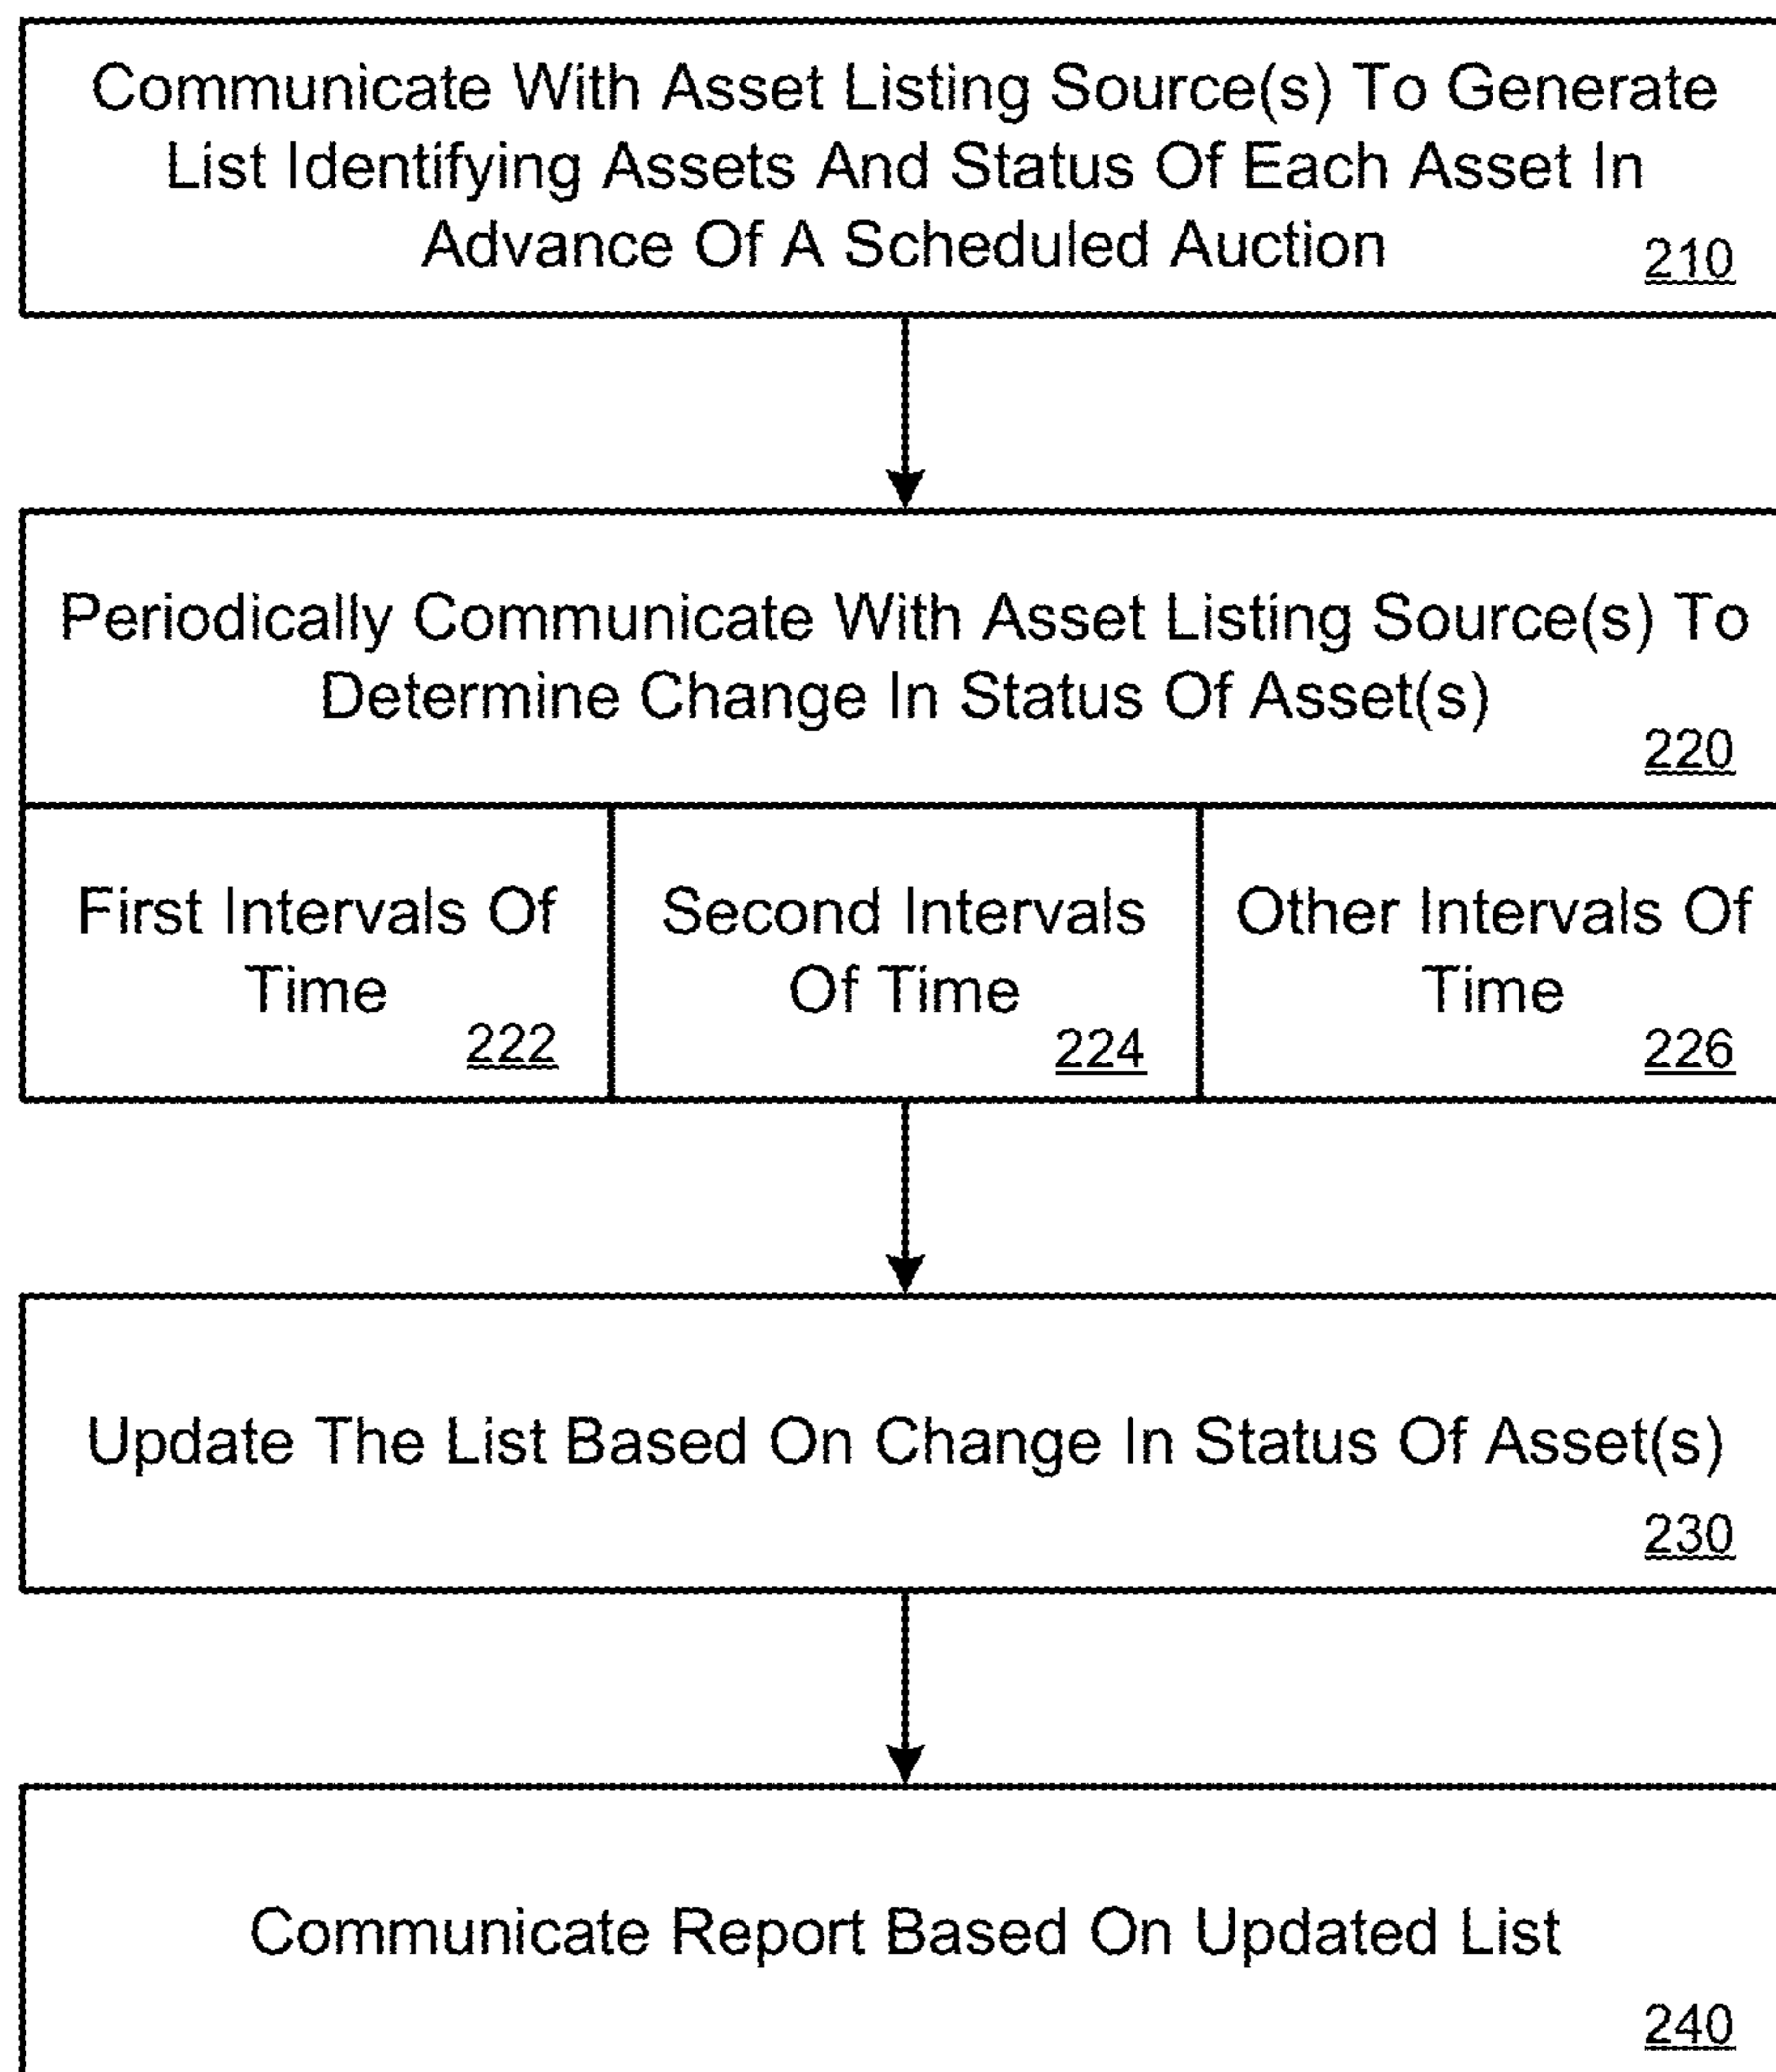 Communicate With Asset Listing Source(s) To Generate
List Identifying Assets And Status Of Each Asset In
Advance Of A Scheduled Auction
210
Periodically Communicate With Asset Listing Source(s) To
Determine Change In Status Of Asset(s)
220
First Intervals Of
Time
222
Second Intervals
Of Time
224
Other Intervals Of
Time
226
Update The List Based On Change In Status Of Asset(s)
230
Communicate Report Based On Updated List
240